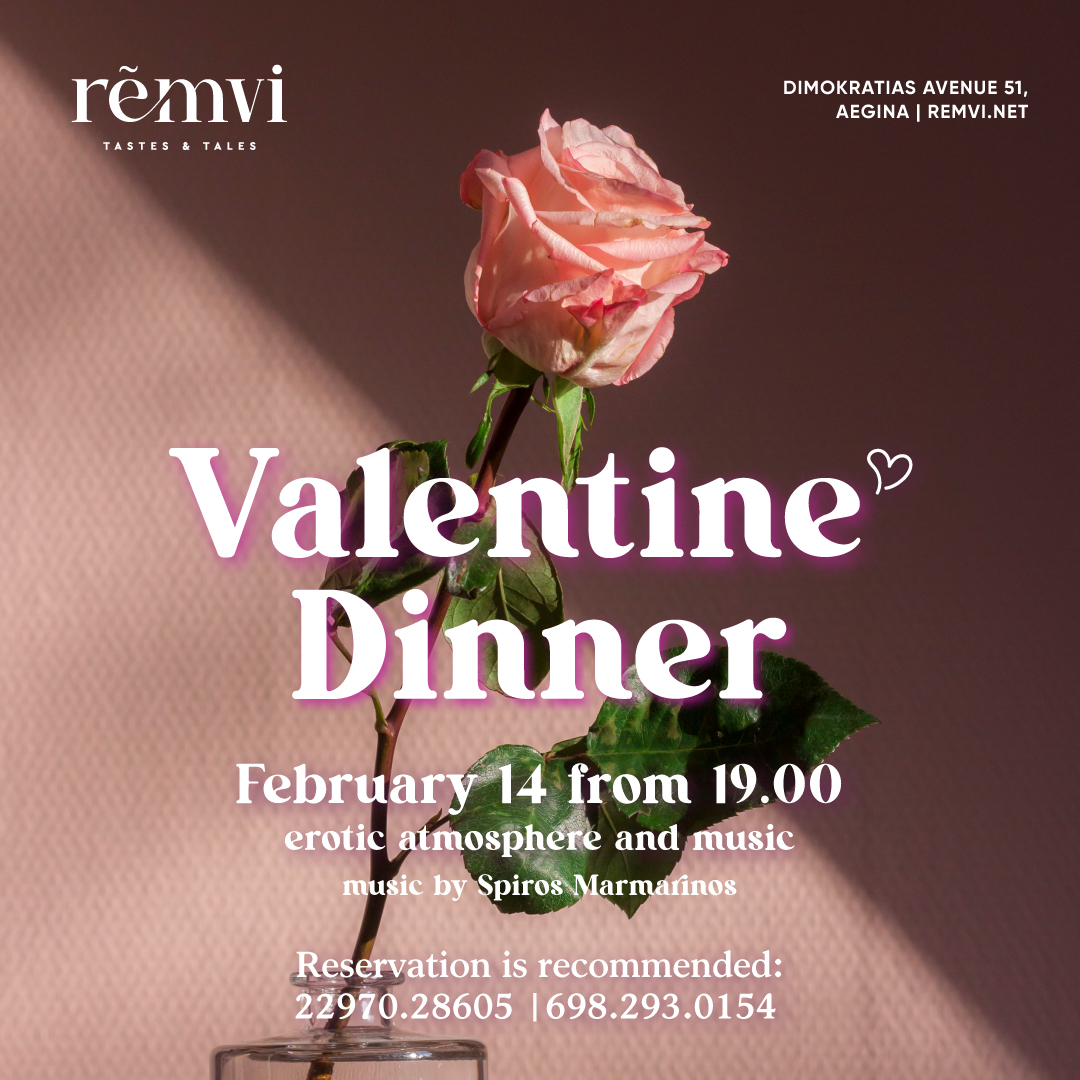 rẽmvi
TASTES & TALES
DIMOKRATIAS AVENUE 51,
AEGINA | REMVI.NET
Valentine
Dinner
February 14 from 19.00
erotic atmosphere and music
music by Spiros Marmarinos
Reservation is recommended:
22970.28605 |698.293.0154